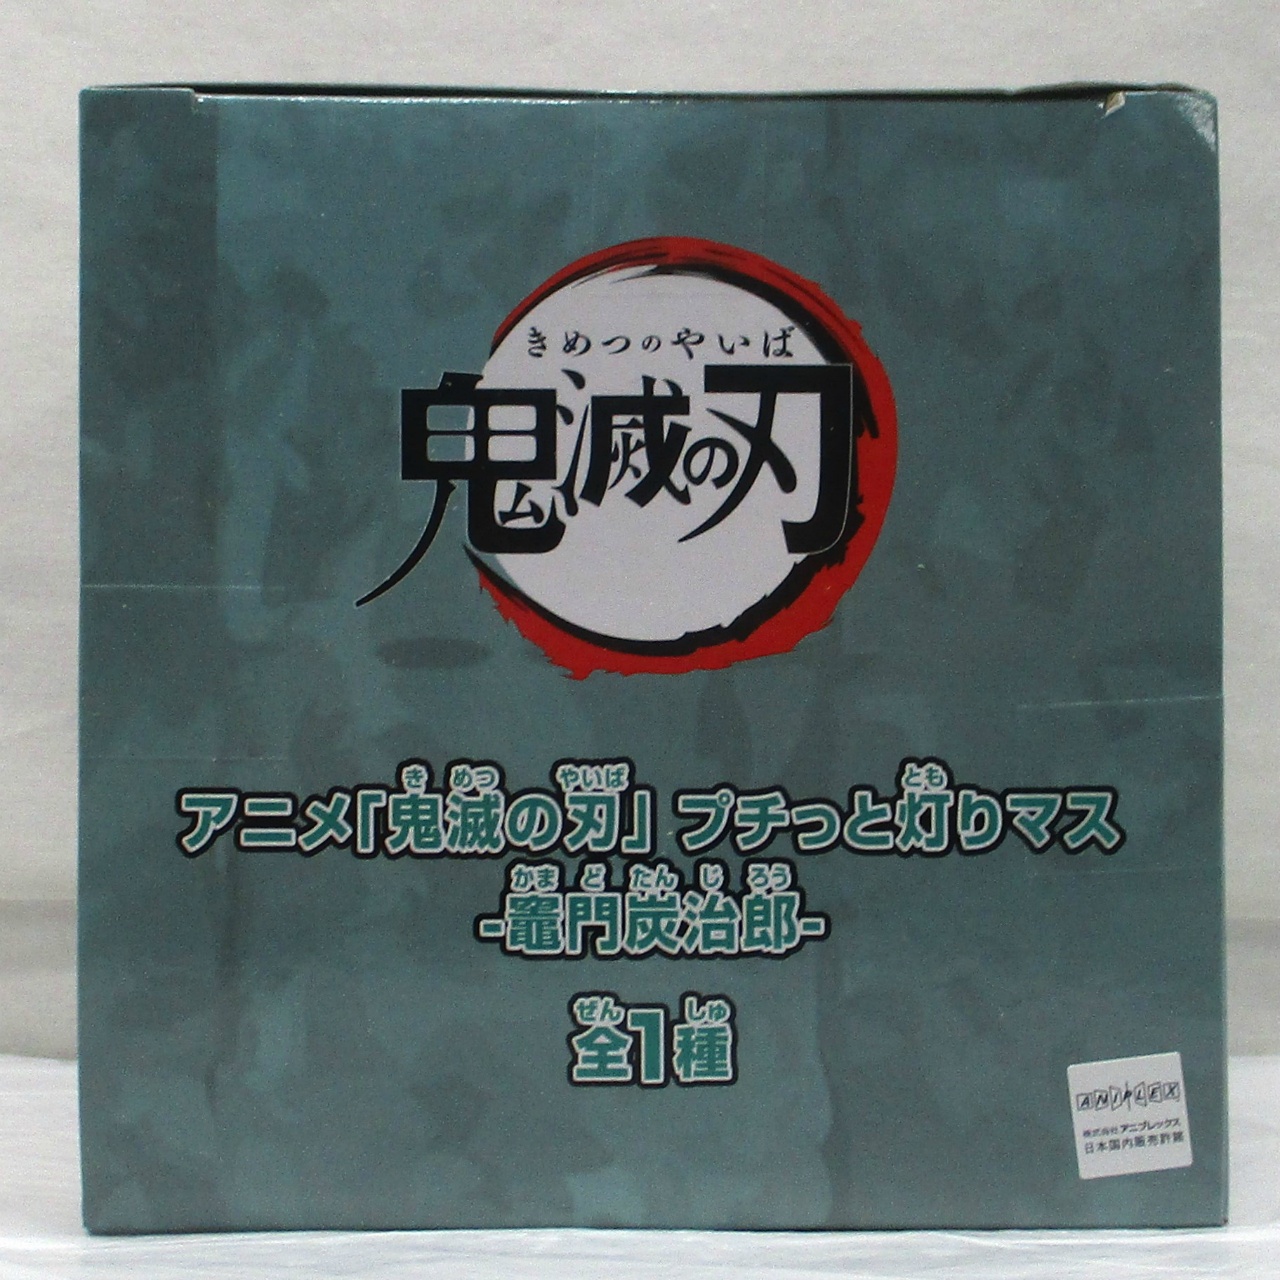 きめつのやいば
鬼滅の刃
き めつ やいば とも
アニメ「鬼滅の刃」 プチっと灯りマス
かま ど たん じ ろう
-竈門炭治郎-
ぜん しゅ
全1種
ANIPLEX
株式会社アニプレックス
日本国内販売許諾